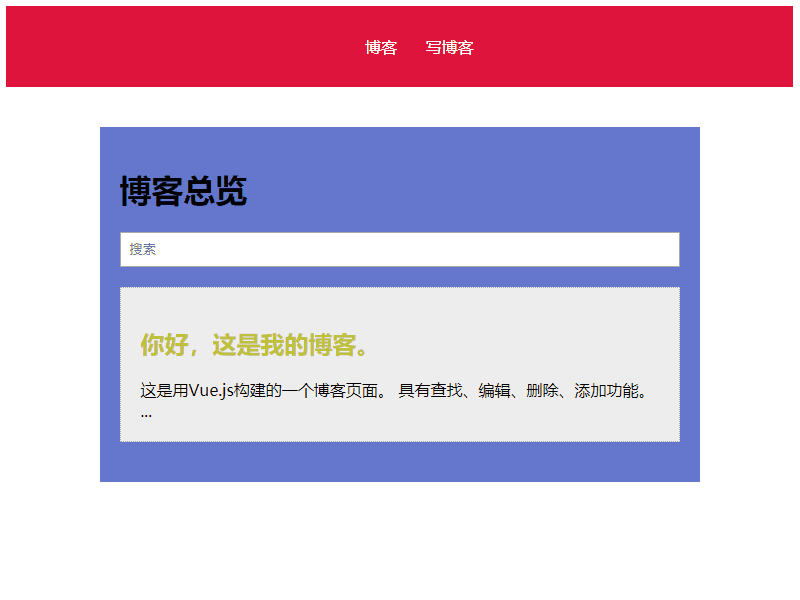 博客 写博客
博客总览
搜索
你好，这是我的博客。
这是用Vue.js构建的一个博客页面。 具有查找、编辑、删除、添加功能。
...